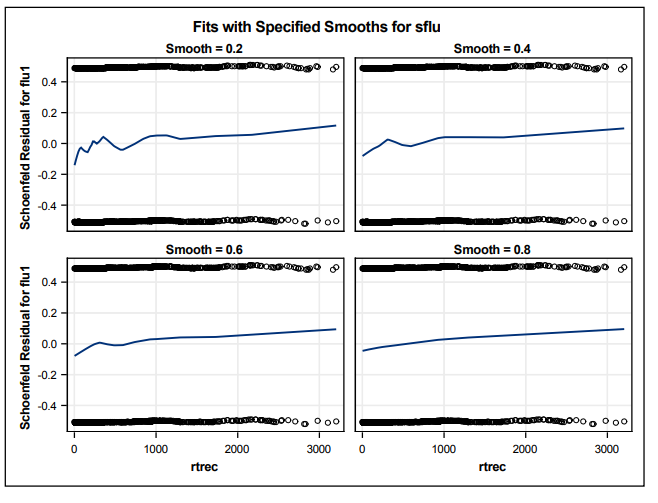 Fits with Specified Smooths for sflu
Smooth = 0.2
Smooth = 0.4
Schoenfeld Residual for flu1
0.4
0.2
0.0
-0.2
-0.4
Smooth = 0.6
Smooth = 0.8
Schoenfeld Residual for flu1
0.4
0.2
0.0
-0.2
-0.4
0 1000 2000 3000
0 1000 2000 3000
rtrec
rtrec